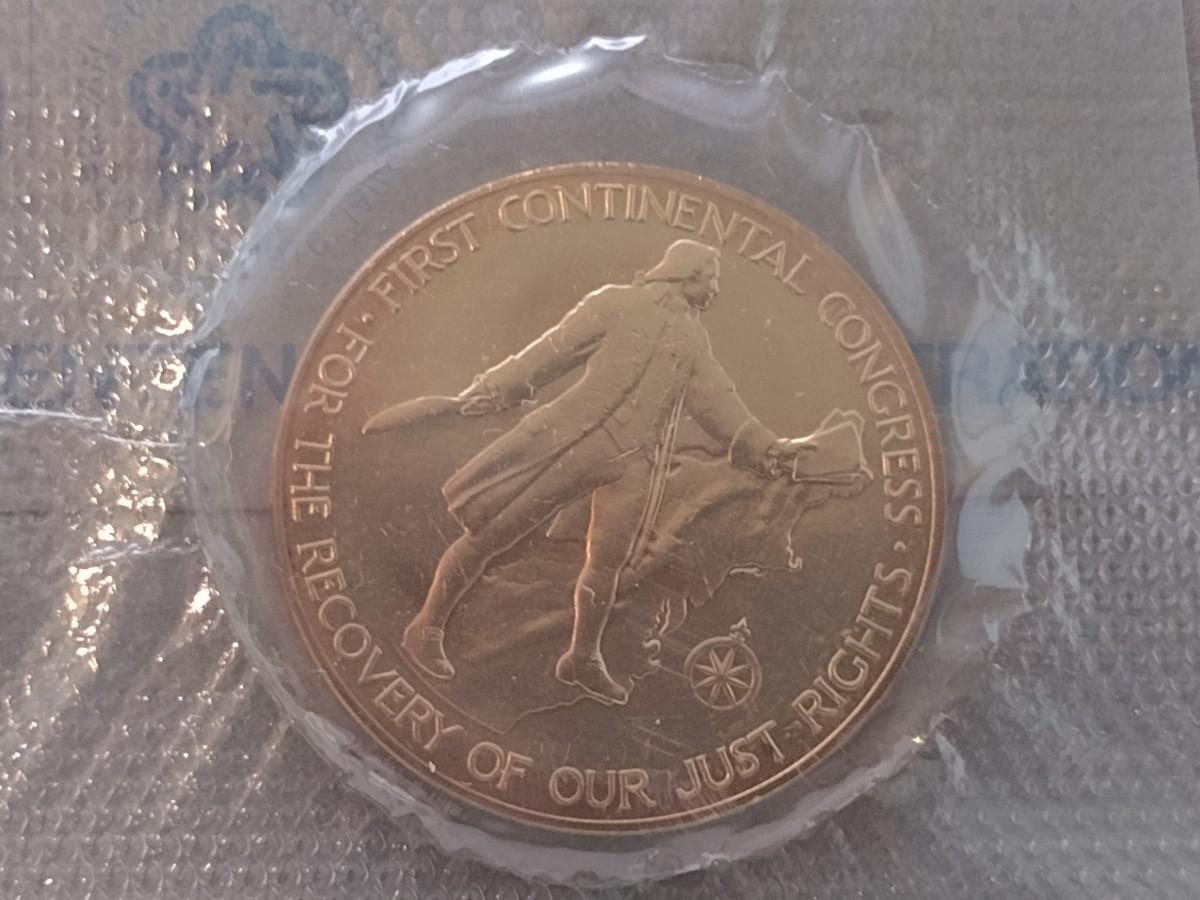 FIRST CONTINENTAL CONGRESS ·
FOR THE RECOVERY OF OUR JUST RIGHTS ·